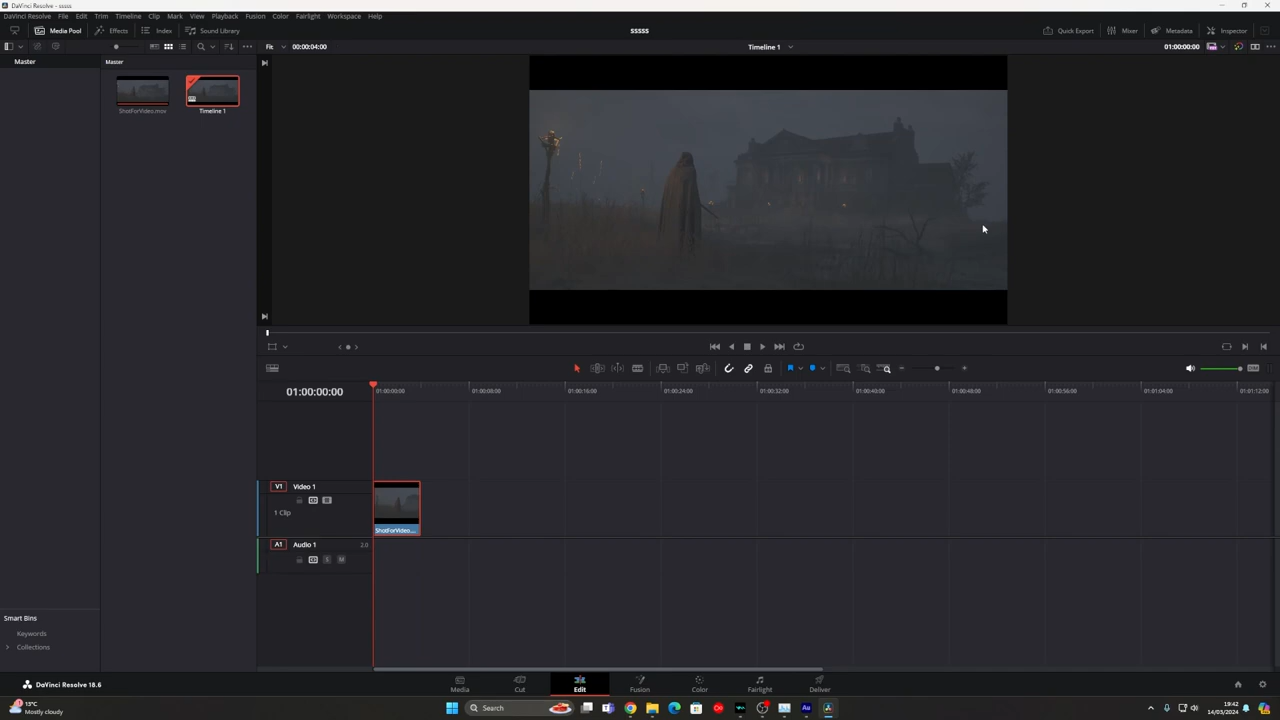 DaVinci Resolve - sssss
DaVinci Resolve File Edit Trim Timeline Clip Mark View Playback Fusion Color Fairlight Workspace Help
Media Pool Effects Index Sound Library sssss Quick Export Mixer Metadata Inspector
Fit 00:00:04:00 Timeline 1 01:00:00:00
Master Master
ShotForVideo.mov Timeline 1
01:00:00:00 01:00:00:00 01:00:08:00 01:00:16:00 01:00:24:00 01:00:32:00 01:00:40:00 01:00:48:00 01:00:56:00 01:01:04:00 01:01:12:00
V1 Video 1
1 Clip
ShotForVideo....
A1 Audio 1 2.0
S M
Smart Bins
Keywords
Collections
DaVinci Resolve 18.6 Media Cut Edit Fusion Color Fairlight Deliver
13°C
Mostly cloudy
Search
19:42
14/03/2024